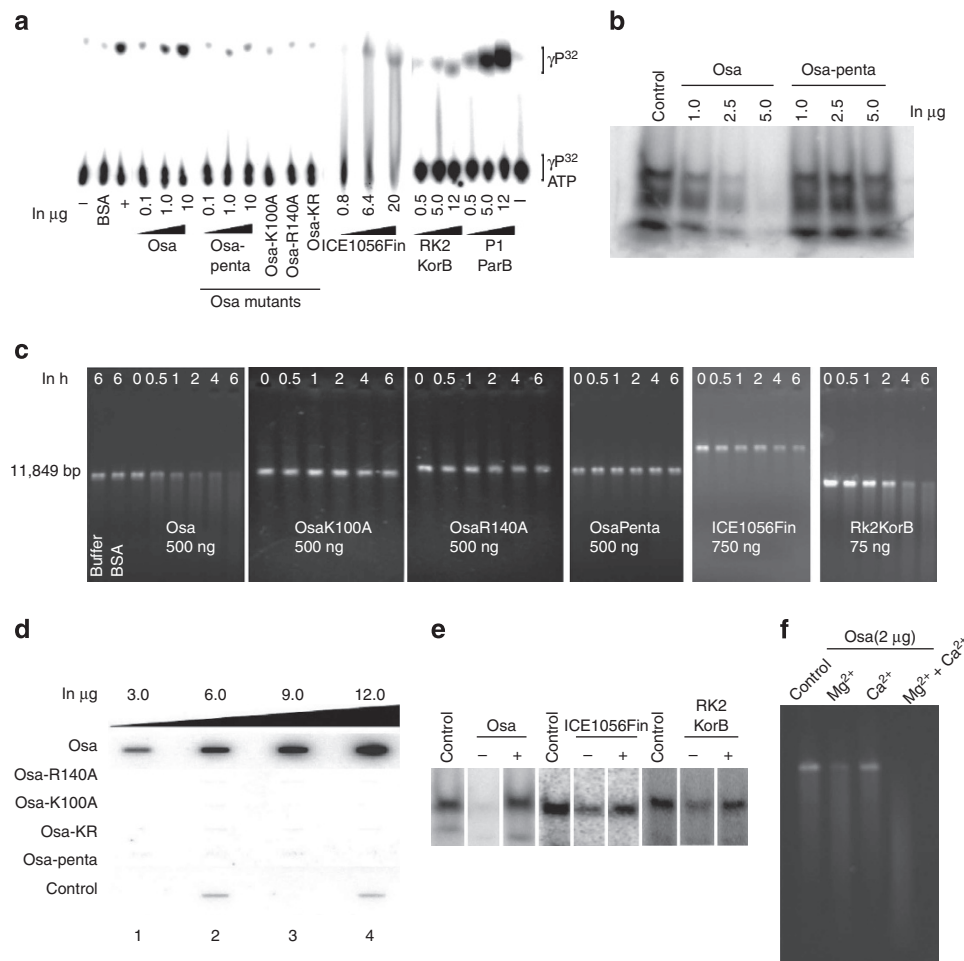 a
γP32
γP32
ATP
In μg
– BSA + 0.1 1.0 10 0.1 1.0 10 Osa-K100A Osa-R140A Osa-KR 0.8 6.4 20 0.5 5.0 12 0.5 5.0 12 –
Osa
Osa-
penta
ICE1056Fin
RK2
KorB
P1
ParB
Osa mutants
b
Control
Osa
Osa-penta
1.0 2.5 5.0 1.0 2.5 5.0
In μg
c
In h
6 6 0 0.5 1 2 4 6
0 0.5 1 2 4 6
0 0.5 1 2 4 6
0 0.5 1 2 4 6
0 0.5 1 2 4 6
0 0.5 1 2 4 6
11,849 bp
Buffer
BSA
Osa
500 ng
OsaK100A
500 ng
OsaR140A
500 ng
OsaPenta
500 ng
ICE1056Fin
750 ng
Rk2KorB
75 ng
d
In μg
3.0 6.0 9.0 12.0
Osa
Osa-R140A
Osa-K100A
Osa-KR
Osa-penta
Control
1 2 3 4
e
Control
Osa
– +
Control
ICE1056Fin
– +
Control
RK2
KorB
– +
f
Osa(2 μg)
Control
Mg2+
Ca2+
Mg2+ + Ca2+